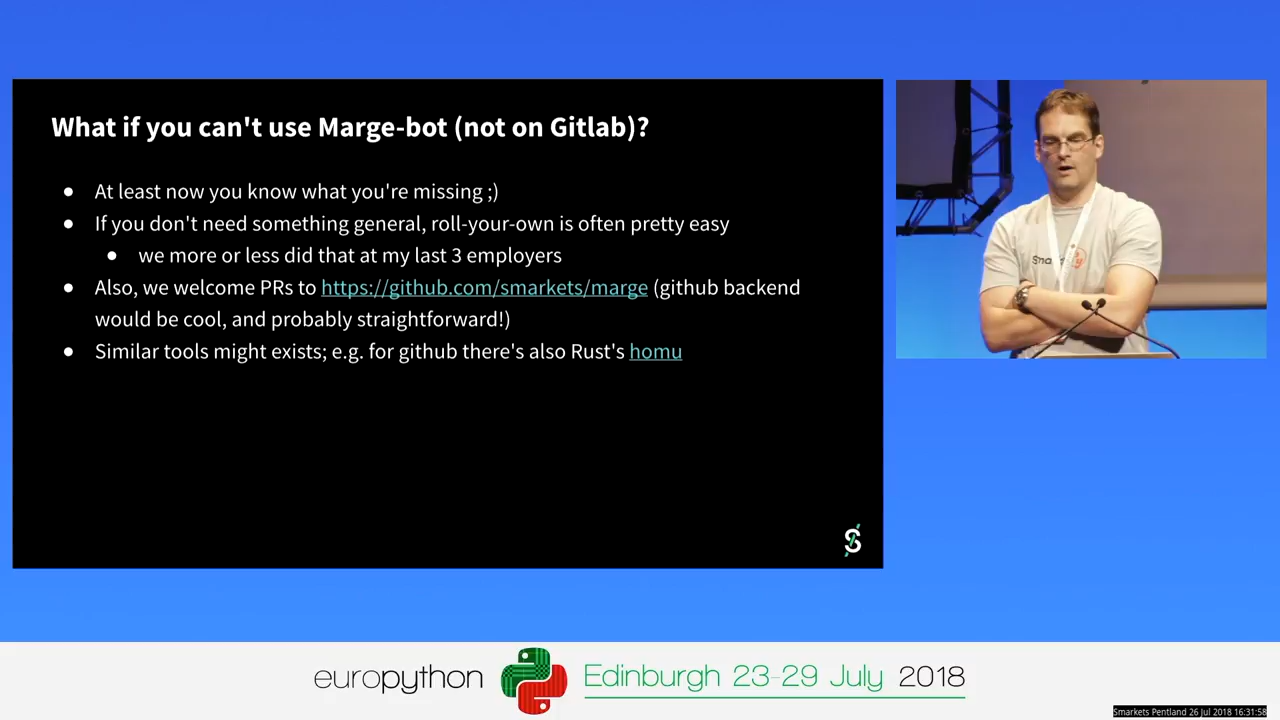 What if you can't use Marge-bot (not on Gitlab)?
At least now you know what you're missing ;)
If you don't need something general, roll-your-own is often pretty easy
we more or less did that at my last 3 employers
Also, we welcome PRs to https://github.com/smarkets/marge (github backend
would be cool, and probably straightforward!)
Similar tools might exists; e.g. for github there's also Rust's homu
europython
Edinburgh 23-29 July 2018
Smarkets Pentland 26 Jul 2018 16:31:58